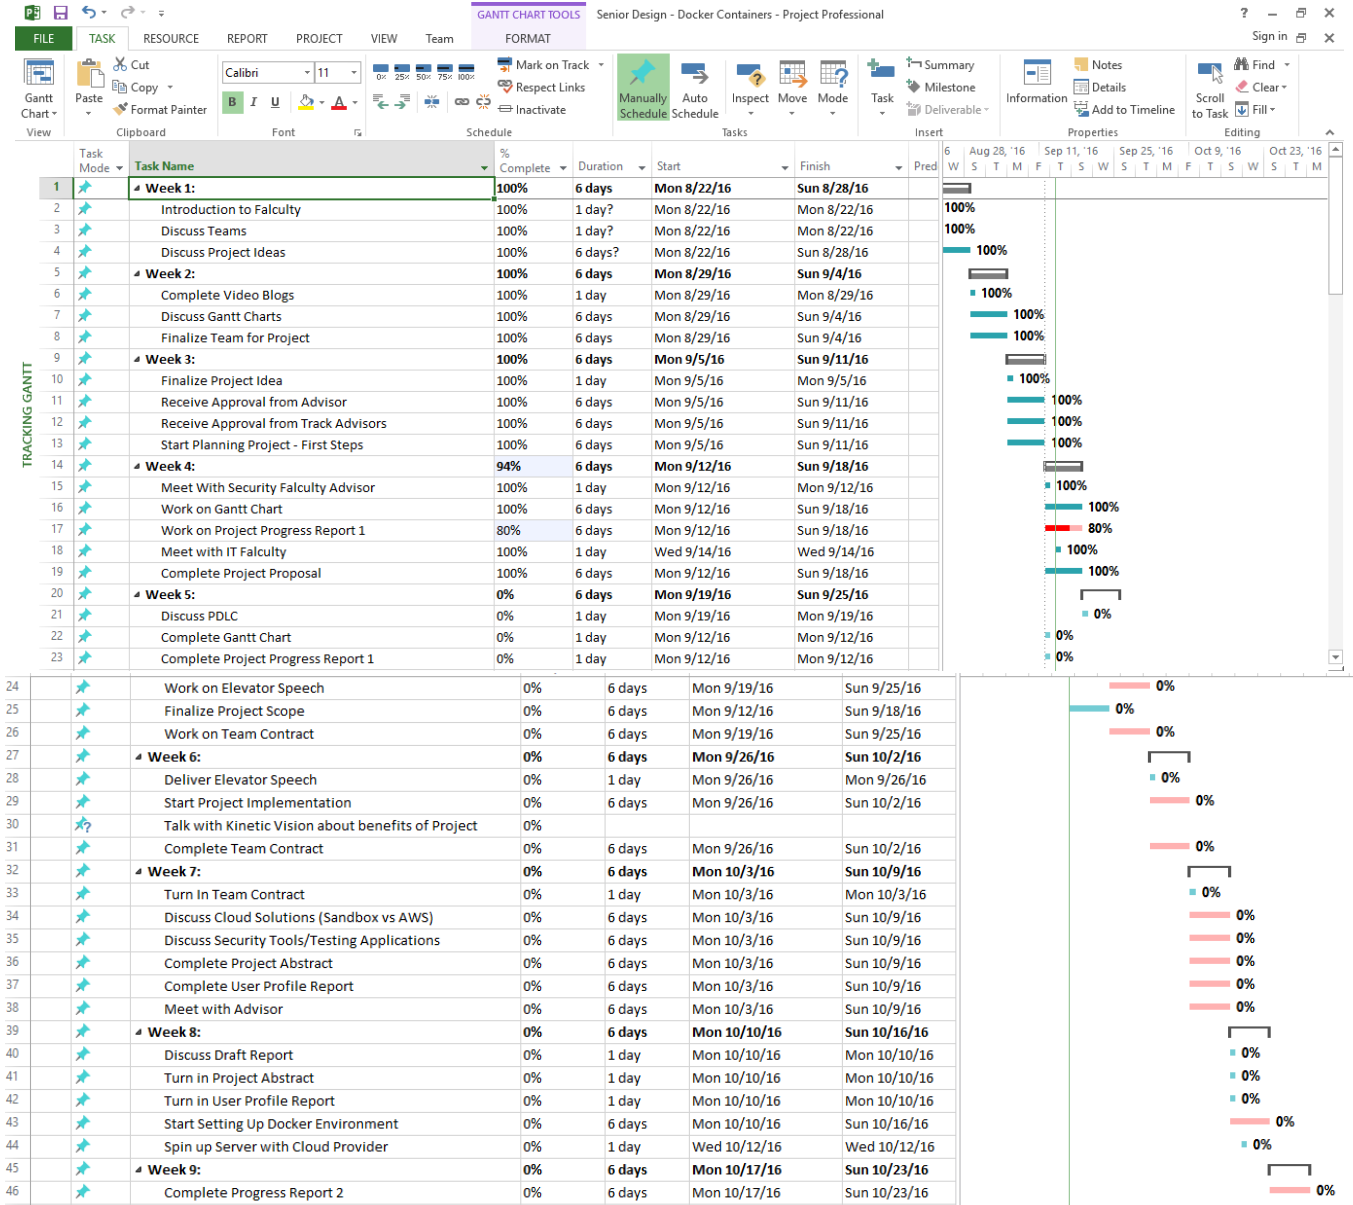 GANTT CHART TOOLS Senior Design - Docker Containers - Project Professional
FILE TASK RESOURCE REPORT PROJECT VIEW Team FORMAT Sign in
Gantt Chart
View
Paste
Cut
Copy
Format Painter
Clipboard
Calibri 11
B I U A
Font
0% 25% 50% 75% 100%
Mark on Track
Respect Links
Inactivate
Schedule
Manually Schedule
Auto Schedule
Inspect Move Mode
Tasks
Task
Summary
Milestone
Deliverable
Insert
Information
Notes
Details
Add to Timeline
Properties
Scroll to Task
Find
Clear
Fill
Editing
TRACKING GANTT
Task Mode Task Name % Complete Duration Start Finish Pred
6 Aug 28, '16 Sep 11, '16 Sep 25, '16 Oct 9, '16 Oct 23, '16
W S T M F T S W S T M F T S W S T M
1 Week 1: 100% 6 days Mon 8/22/16 Sun 8/28/16
2 Introduction to Falculty 100% 1 day? Mon 8/22/16 Mon 8/22/16 100%
3 Discuss Teams 100% 1 day? Mon 8/22/16 Mon 8/22/16 100%
4 Discuss Project Ideas 100% 6 days? Mon 8/22/16 Sun 8/28/16 100%
5 Week 2: 100% 6 days Mon 8/29/16 Sun 9/4/16
6 Complete Video Blogs 100% 1 day Mon 8/29/16 Mon 8/29/16 100%
7 Discuss Gantt Charts 100% 6 days Mon 8/29/16 Sun 9/4/16 100%
8 Finalize Team for Project 100% 6 days Mon 8/29/16 Sun 9/4/16 100%
9 Week 3: 100% 6 days Mon 9/5/16 Sun 9/11/16
10 Finalize Project Idea 100% 1 day Mon 9/5/16 Mon 9/5/16 100%
11 Receive Approval from Advisor 100% 6 days Mon 9/5/16 Sun 9/11/16 100%
12 Receive Approval from Track Advisors 100% 6 days Mon 9/5/16 Sun 9/11/16 100%
13 Start Planning Project - First Steps 100% 6 days Mon 9/5/16 Sun 9/11/16 100%
14 Week 4: 94% 6 days Mon 9/12/16 Sun 9/18/16
15 Meet With Security Falculty Advisor 100% 1 day Mon 9/12/16 Mon 9/12/16 100%
16 Work on Gantt Chart 100% 6 days Mon 9/12/16 Sun 9/18/16 100%
17 Work on Project Progress Report 1 80% 6 days Mon 9/12/16 Sun 9/18/16 80%
18 Meet with IT Falculty 100% 1 day Wed 9/14/16 Wed 9/14/16 100%
19 Complete Project Proposal 100% 6 days Mon 9/12/16 Sun 9/18/16 100%
20 Week 5: 0% 6 days Mon 9/19/16 Sun 9/25/16
21 Discuss PDLC 0% 1 day Mon 9/19/16 Mon 9/19/16 0%
22 Complete Gantt Chart 0% 1 day Mon 9/12/16 Mon 9/12/16 0%
23 Complete Project Progress Report 1 0% 1 day Mon 9/12/16 Mon 9/12/16 0%
24 Work on Elevator Speech 0% 6 days Mon 9/19/16 Sun 9/25/16 0%
25 Finalize Project Scope 0% 6 days Mon 9/12/16 Sun 9/18/16 0%
26 Work on Team Contract 0% 6 days Mon 9/19/16 Sun 9/25/16 0%
27 Week 6: 0% 6 days Mon 9/26/16 Sun 10/2/16
28 Deliver Elevator Speech 0% 1 day Mon 9/26/16 Mon 9/26/16 0%
29 Start Project Implementation 0% 6 days Mon 9/26/16 Sun 10/2/16 0%
30 Talk with Kinetic Vision about benefits of Project 0%
31 Complete Team Contract 0% 6 days Mon 9/26/16 Sun 10/2/16 0%
32 Week 7: 0% 6 days Mon 10/3/16 Sun 10/9/16
33 Turn In Team Contract 0% 1 day Mon 10/3/16 Mon 10/3/16 0%
34 Discuss Cloud Solutions (Sandbox vs AWS) 0% 6 days Mon 10/3/16 Sun 10/9/16 0%
35 Discuss Security Tools/Testing Applications 0% 6 days Mon 10/3/16 Sun 10/9/16 0%
36 Complete Project Abstract 0% 6 days Mon 10/3/16 Sun 10/9/16 0%
37 Complete User Profile Report 0% 6 days Mon 10/3/16 Sun 10/9/16 0%
38 Meet with Advisor 0% 6 days Mon 10/3/16 Sun 10/9/16 0%
39 Week 8: 0% 6 days Mon 10/10/16 Sun 10/16/16
40 Discuss Draft Report 0% 1 day Mon 10/10/16 Mon 10/10/16 0%
41 Turn in Project Abstract 0% 1 day Mon 10/10/16 Mon 10/10/16 0%
42 Turn in User Profile Report 0% 1 day Mon 10/10/16 Mon 10/10/16 0%
43 Start Setting Up Docker Environment 0% 6 days Mon 10/10/16 Sun 10/16/16 0%
44 Spin up Server with Cloud Provider 0% 1 day Wed 10/12/16 Wed 10/12/16 0%
45 Week 9: 0% 6 days Mon 10/17/16 Sun 10/23/16
46 Complete Progress Report 2 0% 6 days Mon 10/17/16 Sun 10/23/16 0%